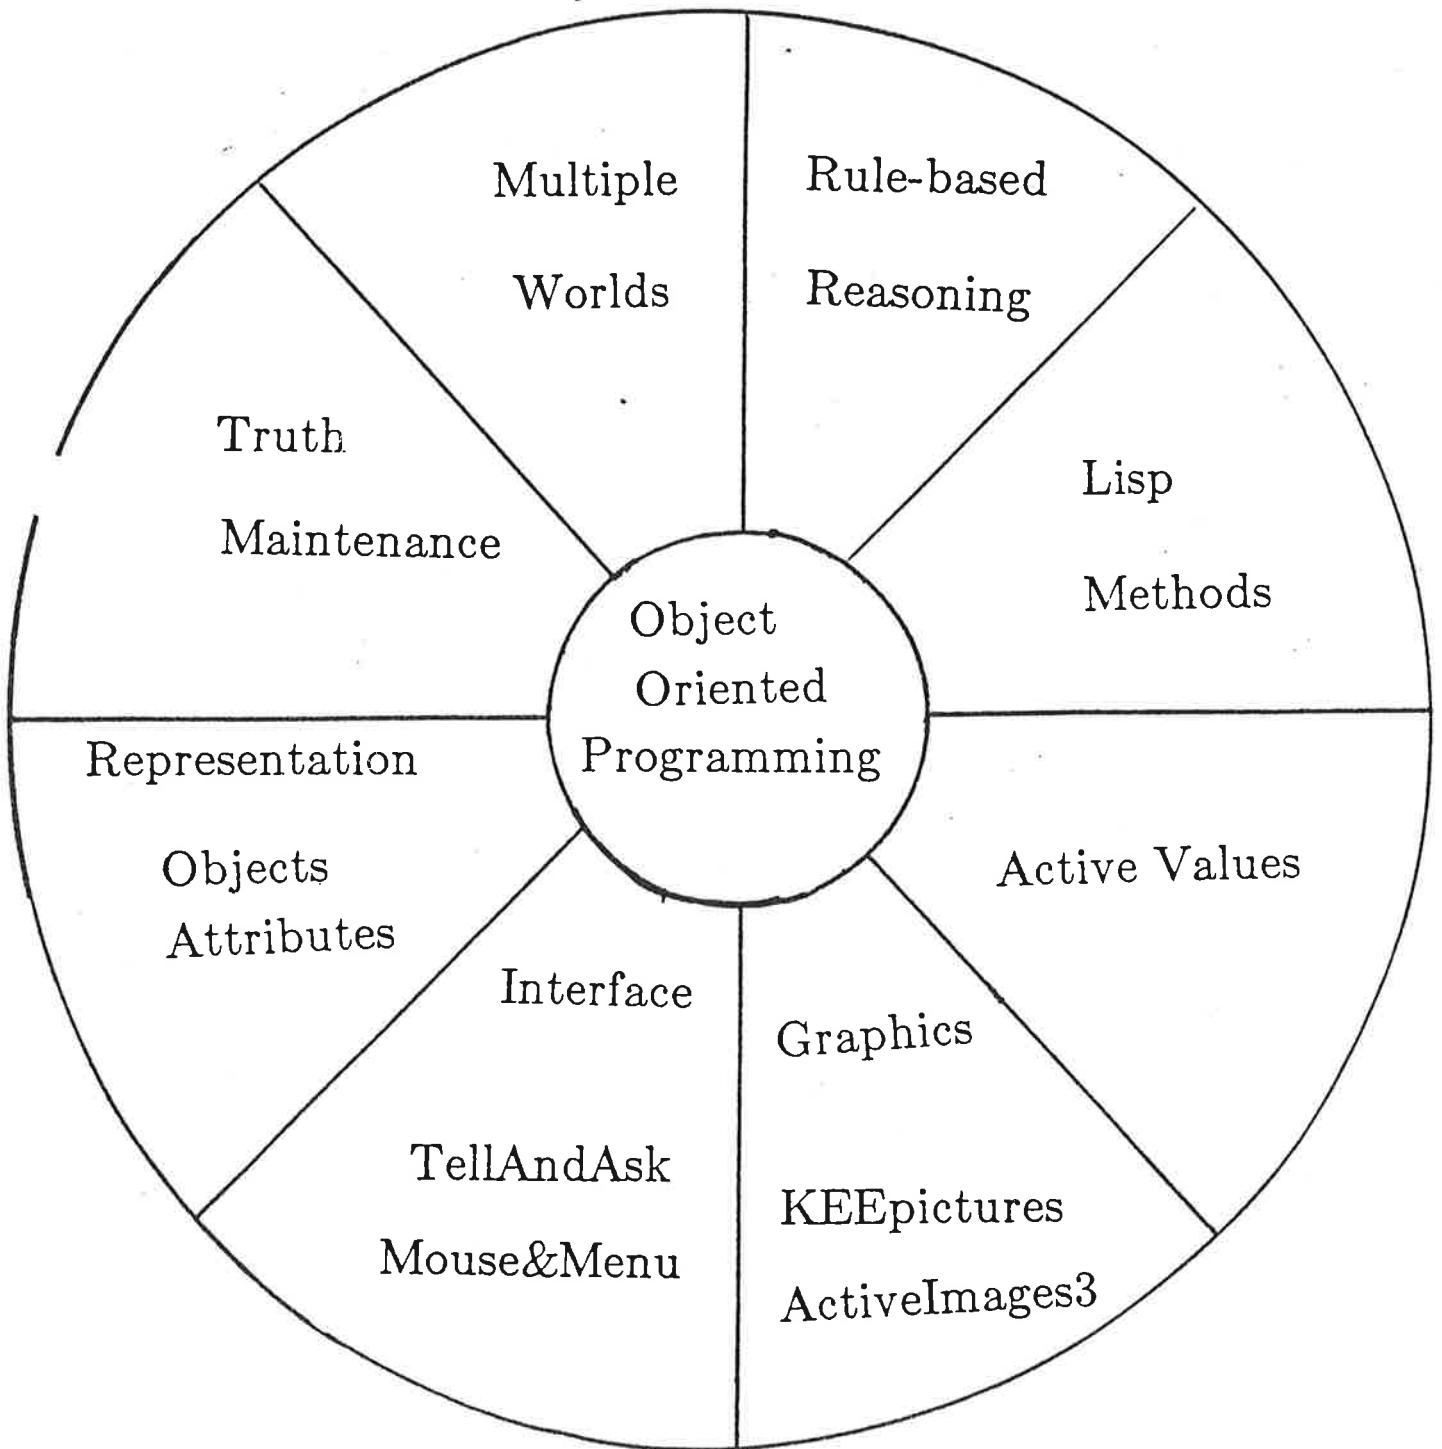 Multiple
Worlds
Rule-based
Reasoning
Lisp
Methods
Active Values
Graphics
KEEpictures
ActiveImages3
Interface
TellAndAsk
Mouse&Menu
Representation
Objects
Attributes
Truth
Maintenance
Object
Oriented
Programming